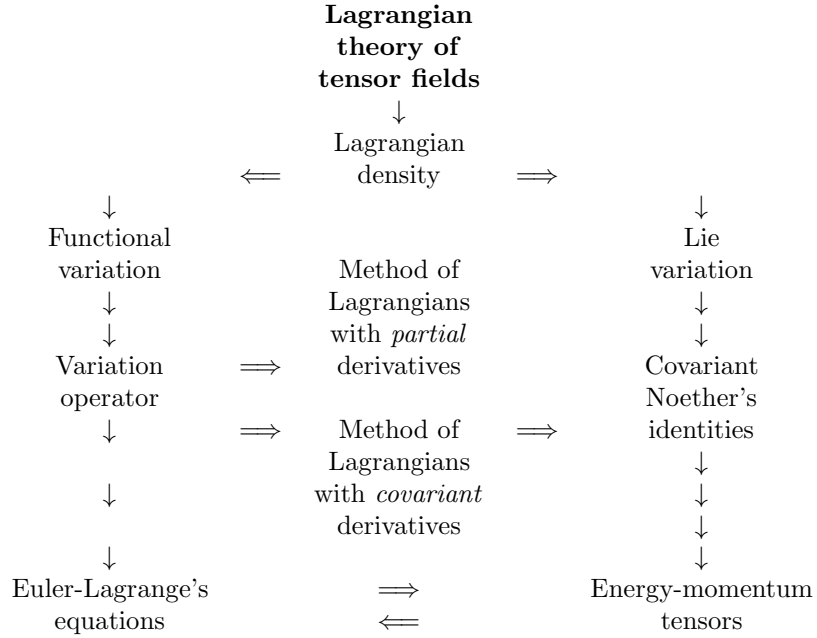 Lagrangian
theory of
tensor fields
↓
Lagrangian
⟸ density ⟹
↓ ↓
Functional Lie
variation Method of variation
↓ Lagrangians ↓
↓ with partial ↓
Variation ⟹ derivatives Covariant
operator Noether's
↓ ⟹ Method of ⟹ identities
Lagrangians ↓
↓ with covariant ↓
derivatives ↓
↓ ↓
Euler-Lagrange's ⟹ Energy-momentum
equations ⟸ tensors